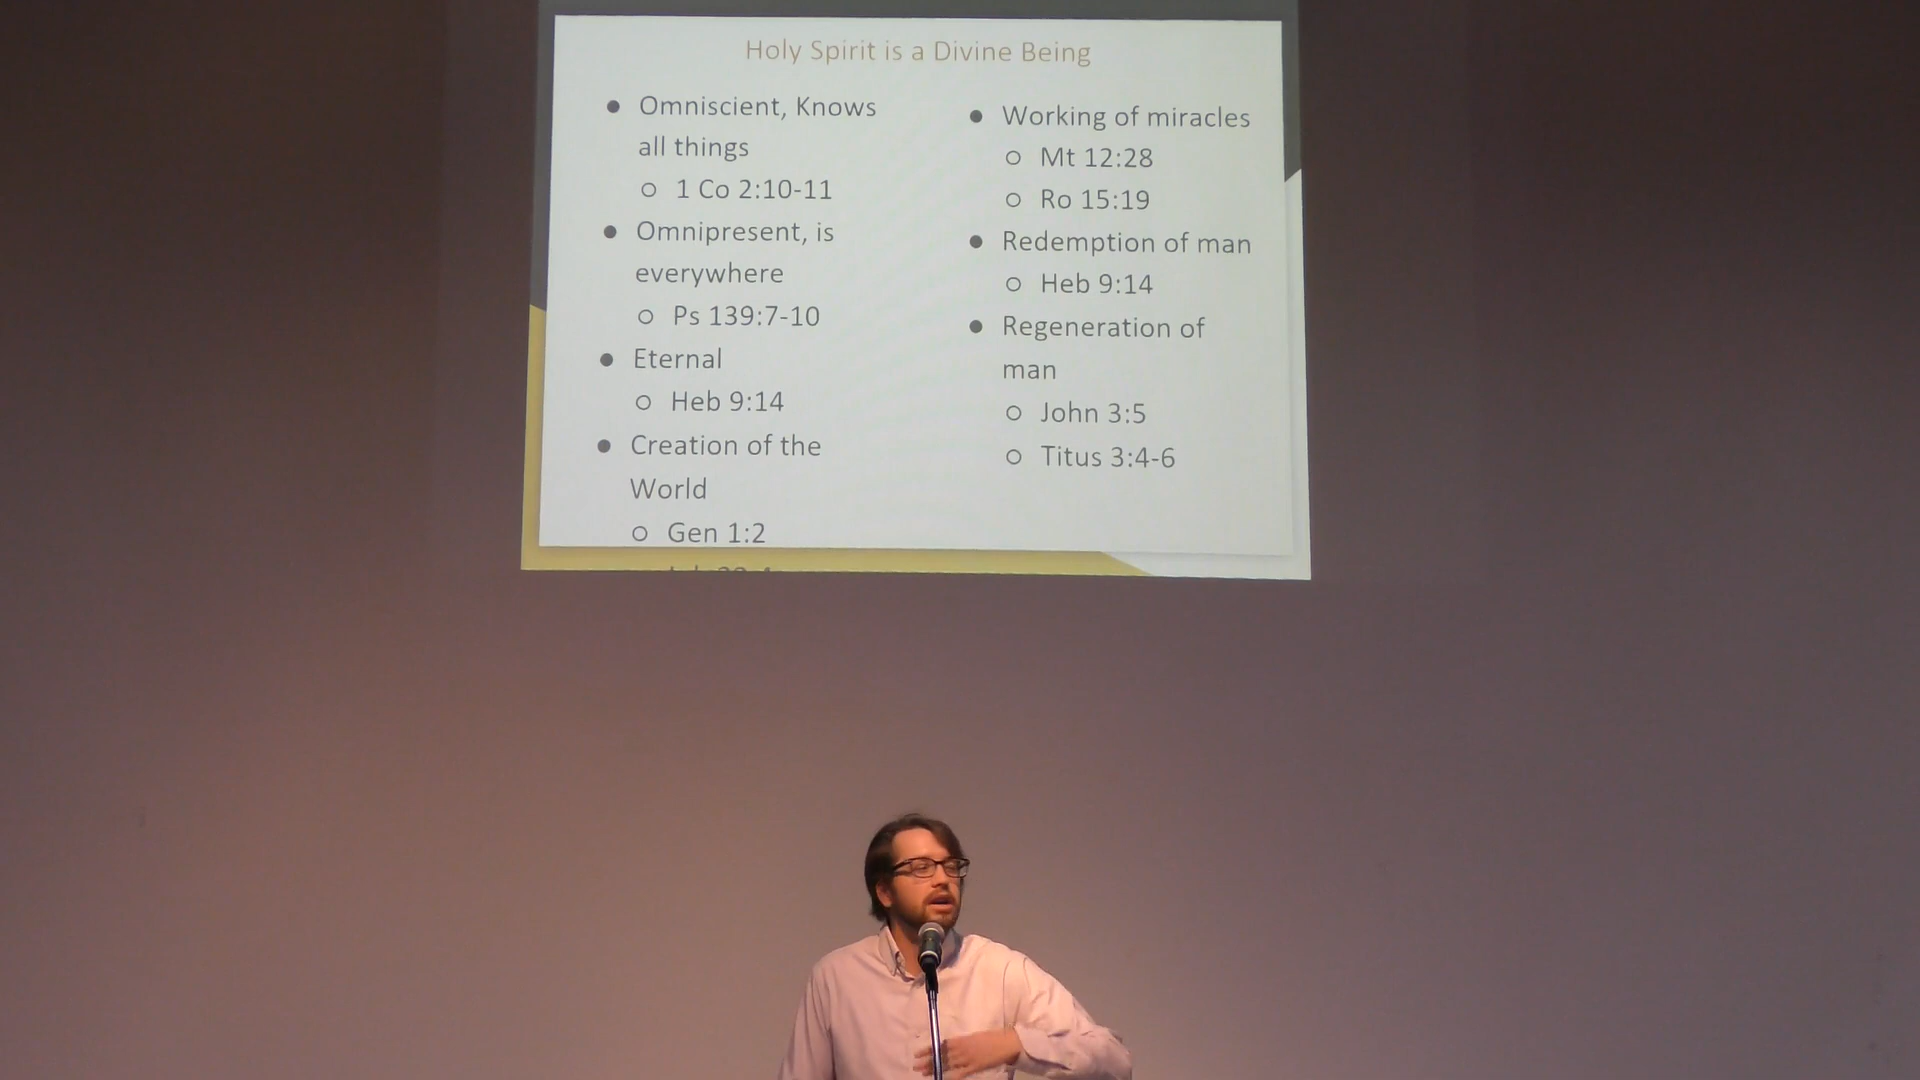 Holy Spirit is a Divine Being
● Omniscient, Knows
all things
○ 1 Co 2:10-11
● Omnipresent, is
everywhere
○ Ps 139:7-10
● Eternal
○ Heb 9:14
● Creation of the
World
○ Gen 1:2
● Working of miracles
○ Mt 12:28
○ Ro 15:19
● Redemption of man
○ Heb 9:14
● Regeneration of
man
○ John 3:5
○ Titus 3:4-6